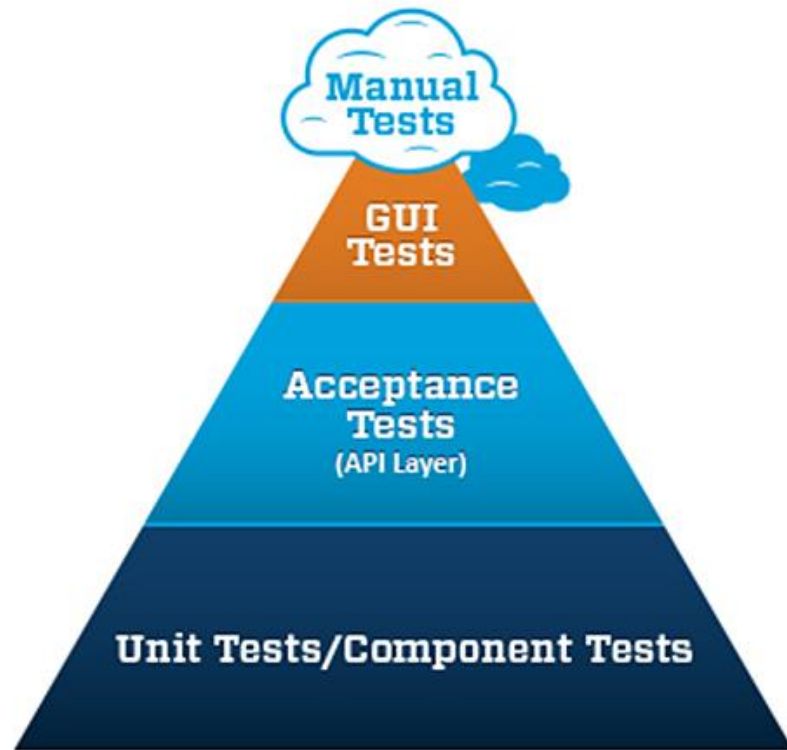 Manual
Tests
GUI
Tests
Acceptance
Tests
(API Layer)
Unit Tests/Component Tests